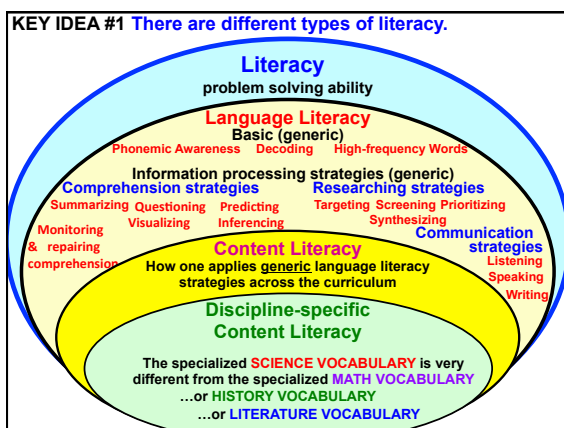 KEY IDEA #1 There are different types of literacy.
Literacy
problem solving ability
Language Literacy
Basic (generic)
Phonemic Awareness Decoding High-frequency Words
Information processing strategies (generic)
Comprehension strategies
Summarizing Questioning Predicting
Visualizing Inferencing
Monitoring
& repairing
comprehension
Researching strategies
Targeting Screening Prioritizing
Synthesizing
Communication
strategies
Listening
Speaking
Writing
Content Literacy
How one applies generic language literacy
strategies across the curriculum
Discipline-specific
Content Literacy
The specialized SCIENCE VOCABULARY is very
different from the specialized MATH VOCABULARY
…or HISTORY VOCABULARY
…or LITERATURE VOCABULARY